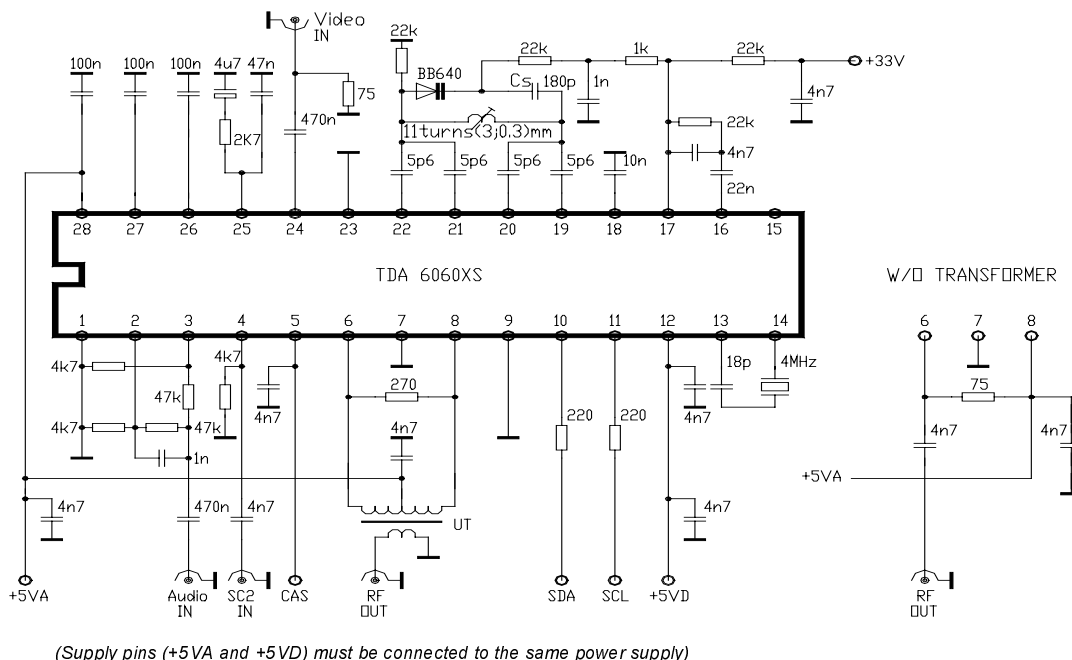 Video
IN
22k
22k
1k
22k
+33V
100n
100n
100n
4u7
47n
BB640
Cs
180p
1n
4n7
75
470n
2K7
11turns(3;0.3)mm
22k
4n7
5p6
5p6
5p6
5p6
10n
22n
28
27
26
25
24
23
22
21
20
19
18
17
16
15
TDA 6060XS
W/O TRANSFORMER
1
2
3
4
5
6
7
8
9
10
11
12
13
14
6
7
8
4k7
4k7
18p
4MHz
47k
4n7
270
4n7
75
4k7
47k
4n7
220
220
4n7
4n7
1n
+5VA
4n7
470n
4n7
UT
4n7
+5VA
Audio
IN
SC2
IN
CAS
RF
OUT
SDA
SCL
+5VD
RF
OUT
(Supply pins (+5VA and +5VD) must be connected to the same power supply)